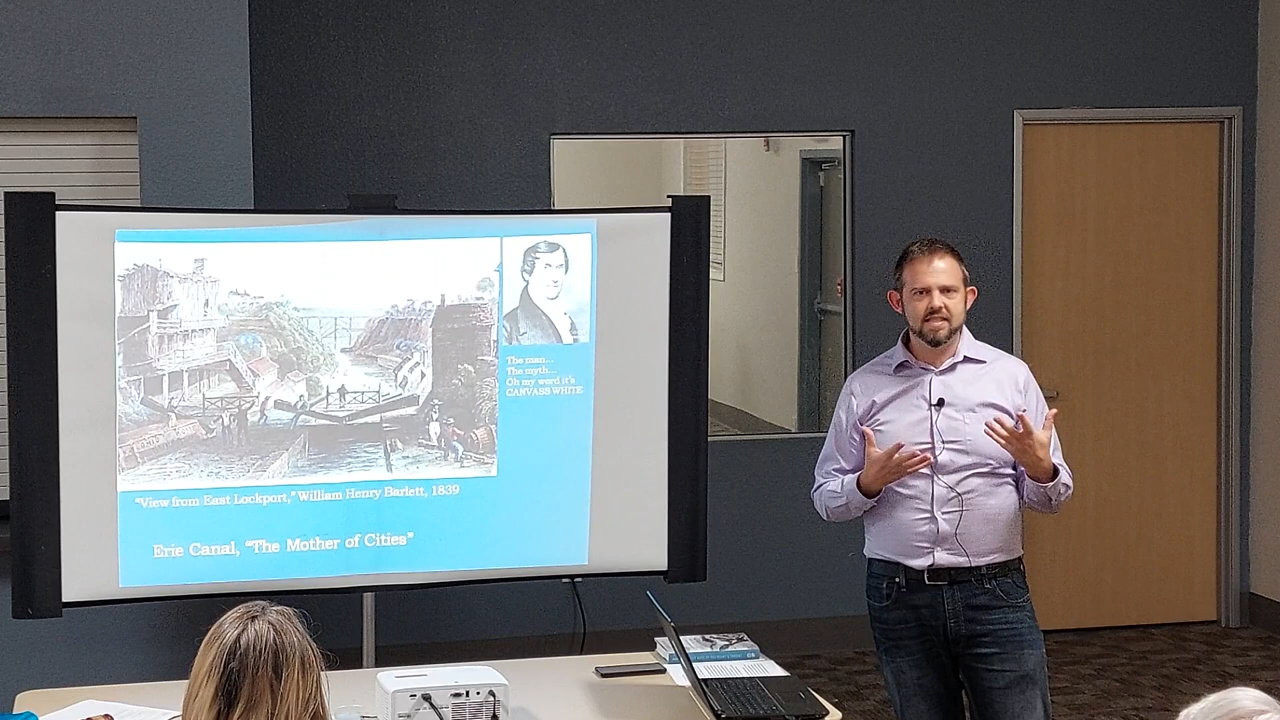 The man...
The myth...
Oh my word it's
CANVASS WHITE
"View from East Lockport," William Henry Barlett, 1839
Erie Canal, "The Mother of Cities"